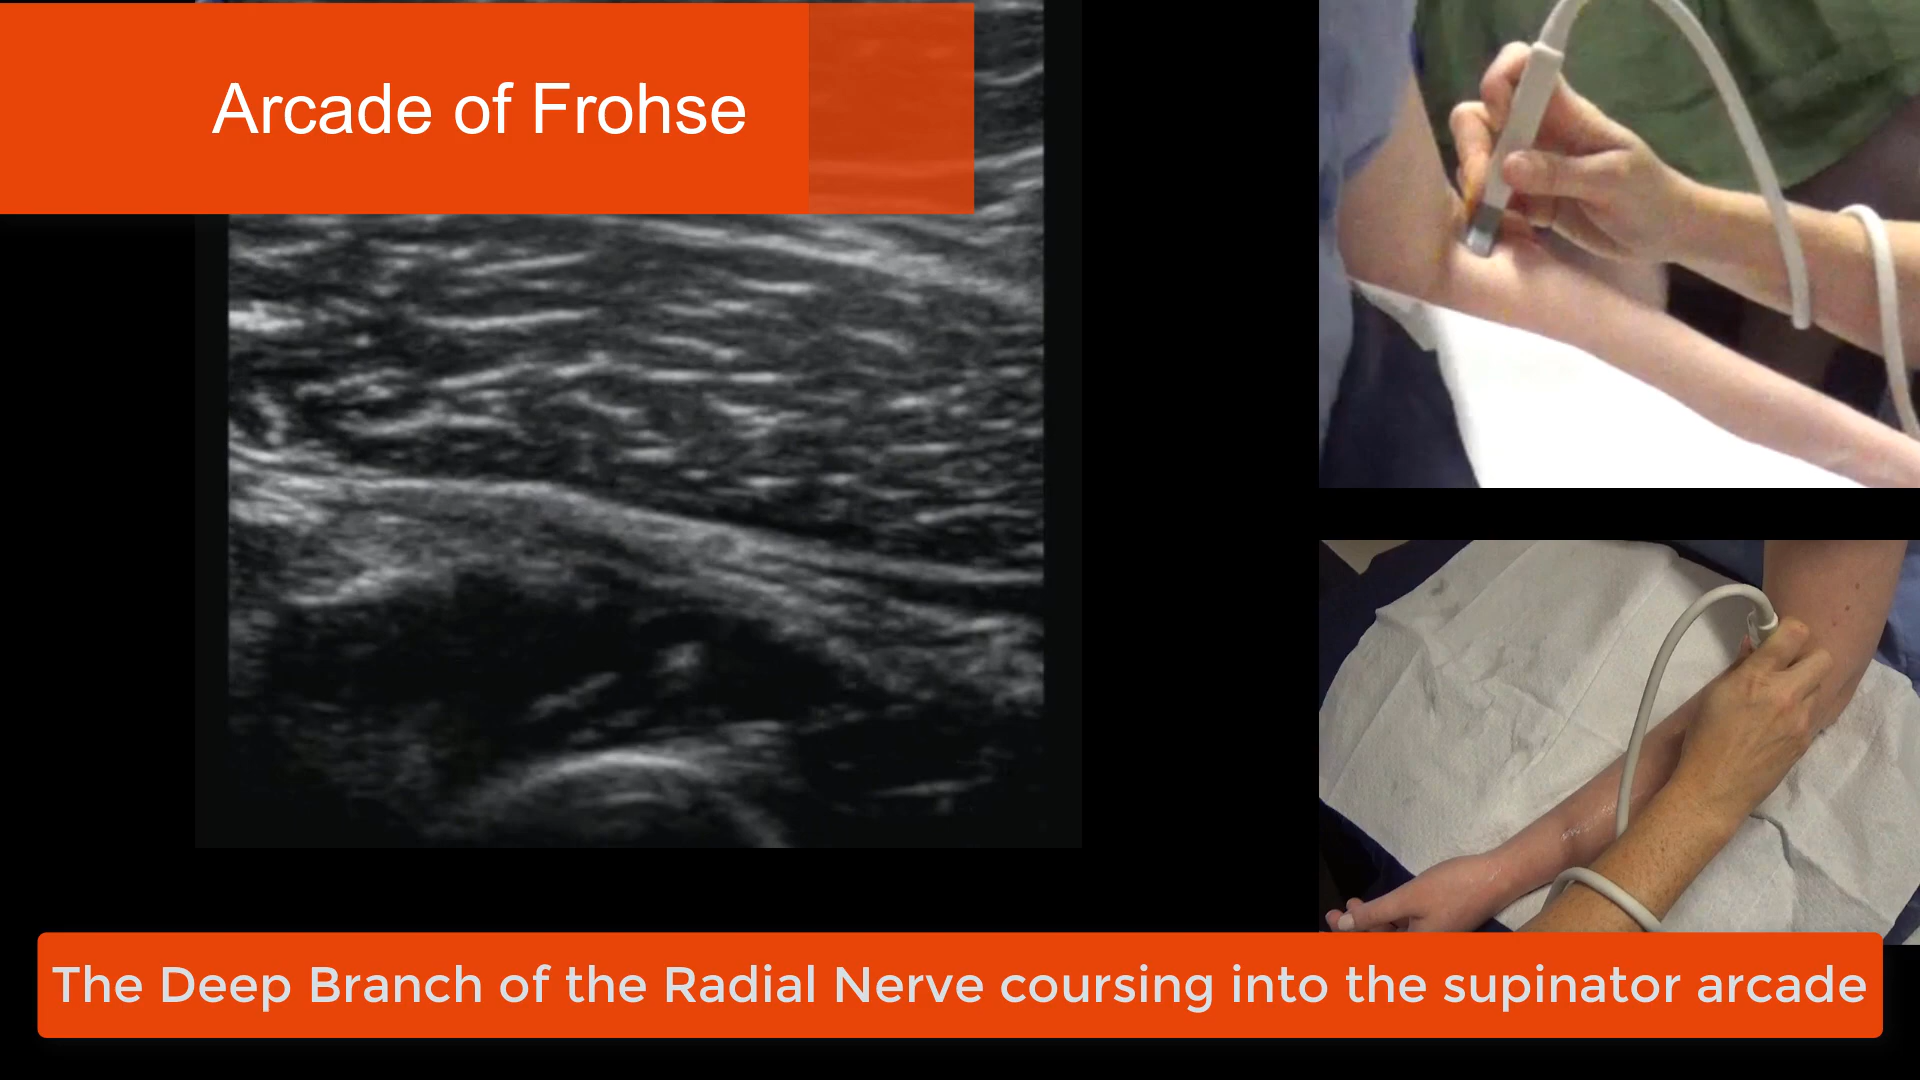 Arcade of Frohse
The Deep Branch of the Radial Nerve coursing into the supinator arcade